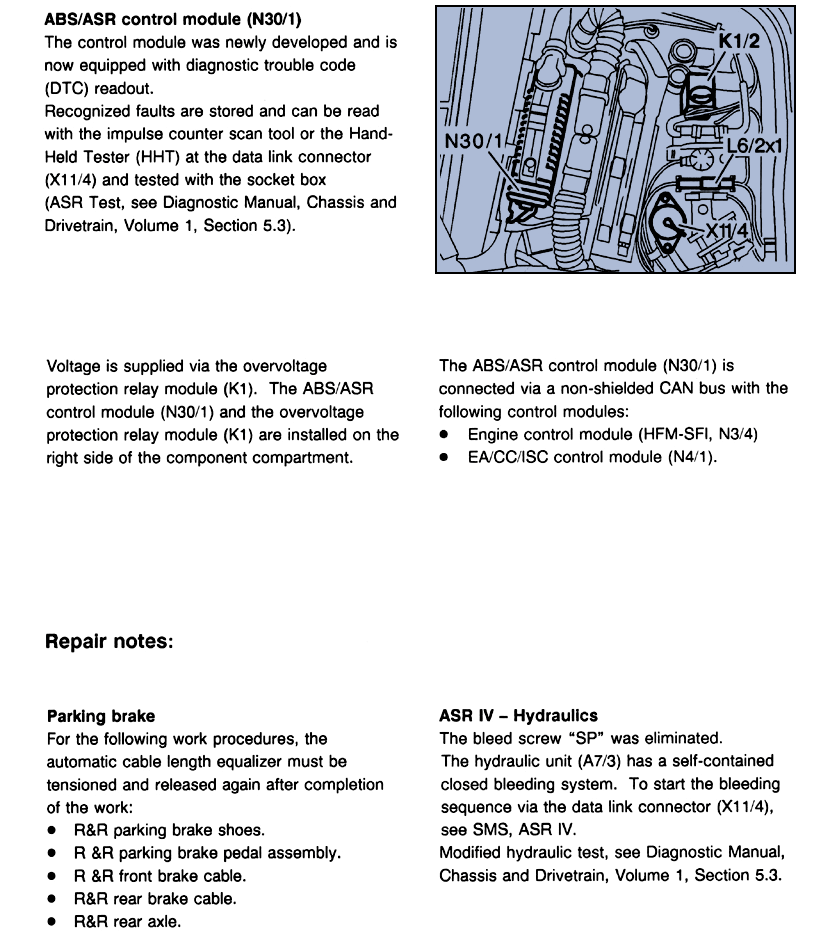 ABS/ASR control module (N30/1)
The control module was newly developed and is
now equipped with diagnostic trouble code
(DTC) readout.
Recognized faults are stored and can be read
with the impulse counter scan tool or the Hand-
Held Tester (HHT) at the data link connector
(X11/4) and tested with the socket box
(ASR Test, see Diagnostic Manual, Chassis and
Drivetrain, Volume 1, Section 5.3).
K1/2
N30/1
L6/2x1
X11/4
Voltage is supplied via the overvoltage
protection relay module (K1). The ABS/ASR
control module (N30/1) and the overvoltage
protection relay module (K1) are installed on the
right side of the component compartment.
The ABS/ASR control module (N30/1) is
connected via a non-shielded CAN bus with the
following control modules:
● Engine control module (HFM-SFI, N3/4)
● EA/CC/ISC control module (N4/1).
Repair notes:
Parking brake
For the following work procedures, the
automatic cable length equalizer must be
tensioned and released again after completion
of the work:
● R&R parking brake shoes.
● R &R parking brake pedal assembly.
● R &R front brake cable.
● R&R rear brake cable.
● R&R rear axle.
ASR IV – Hydraulics
The bleed screw “SP” was eliminated.
The hydraulic unit (A7/3) has a self-contained
closed bleeding system. To start the bleeding
sequence via the data link connector (X11/4),
see SMS, ASR IV.
Modified hydraulic test, see Diagnostic Manual,
Chassis and Drivetrain, Volume 1, Section 5.3.